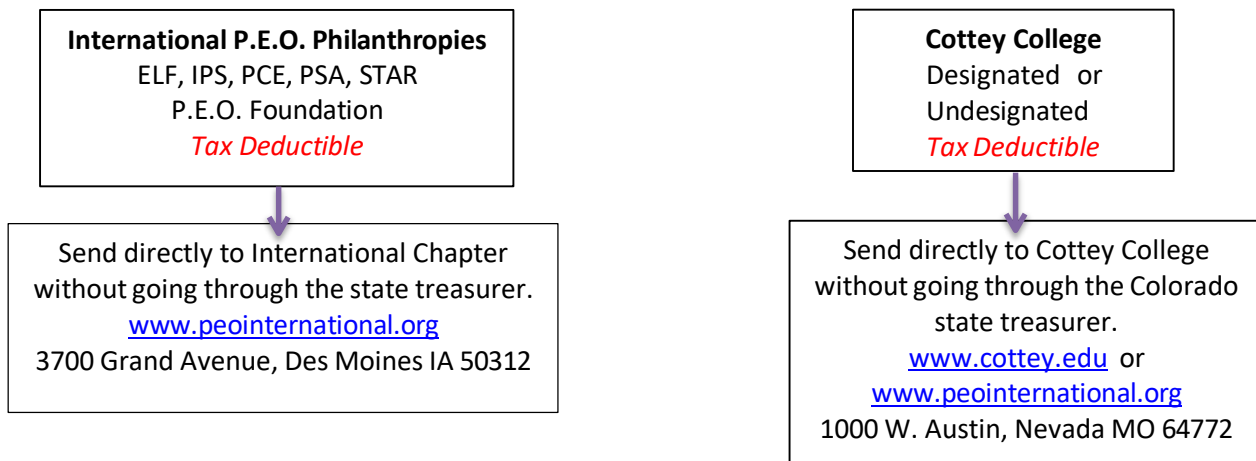 International P.E.O. Philanthropies
ELF, IPS, PCE, PSA, STAR
P.E.O. Foundation
Tax Deductible
Send directly to International Chapter
without going through the state treasurer.
www.peointernational.org
3700 Grand Avenue, Des Moines IA 50312
Cottey College
Designated or
Undesignated
Tax Deductible
Send directly to Cottey College
without going through the Colorado
state treasurer.
www.cottey.edu or
www.peointernational.org
1000 W. Austin, Nevada MO 64772